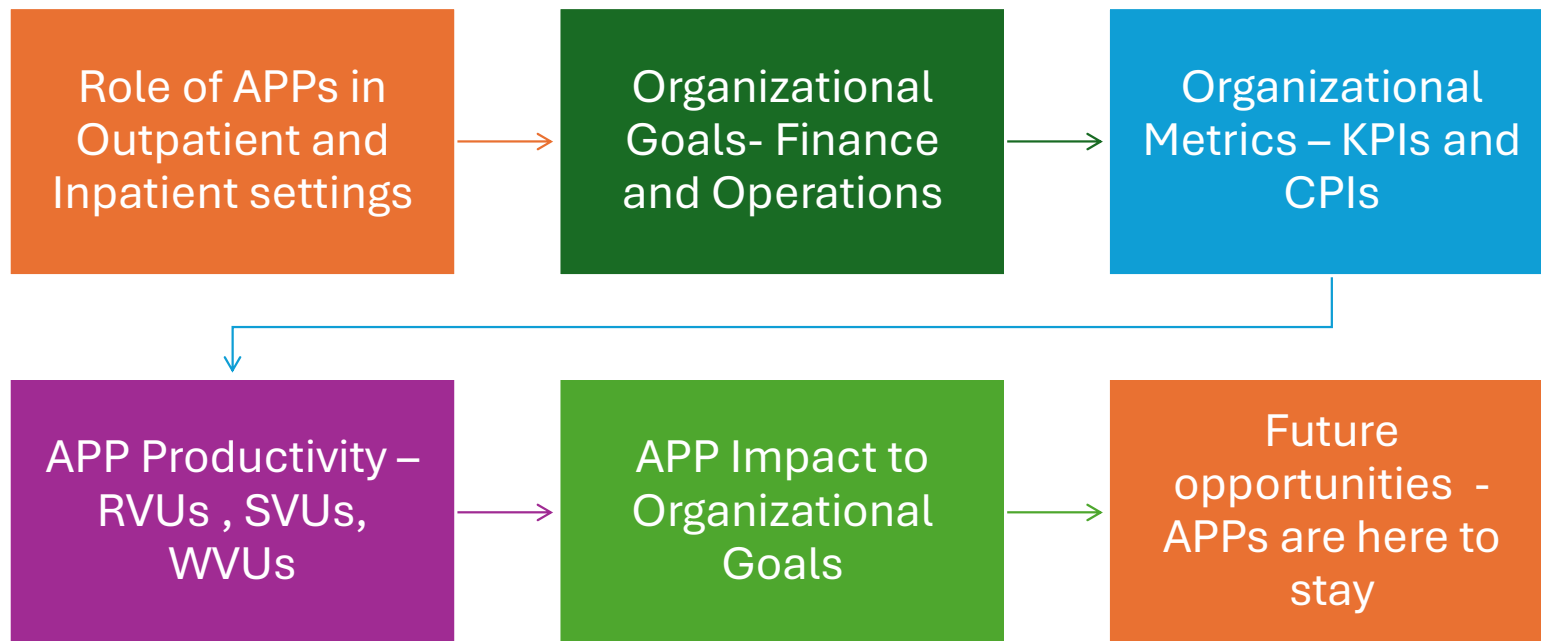 Role of APPs in
Outpatient and
Inpatient settings
Organizational
Goals- Finance
and Operations
Organizational
Metrics – KPIs and
CPIs
APP Productivity –
RVUs , SVUs,
WVUs
APP Impact to
Organizational
Goals
Future
opportunities -
APPs are here to
stay